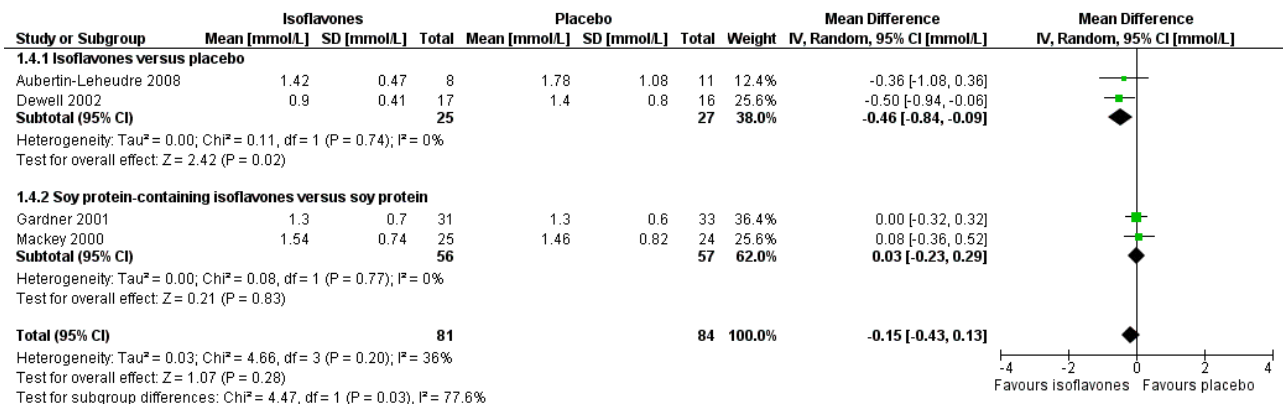 Isoflavones Placebo Mean Difference Mean Difference
Study or Subgroup Mean [mmol/L] SD [mmol/L] Total Mean [mmol/L] SD [mmol/L] Total Weight IV, Random, 95% CI [mmol/L] IV, Random, 95% CI [mmol/L]
1.4.1 Isoflavones versus placebo
Aubertin-Leheudre 2008 1.42 0.47 8 1.78 1.08 11 12.4% -0.36 [-1.08, 0.36]
Dewell 2002 0.9 0.41 17 1.4 0.8 16 25.6% -0.50 [-0.94, -0.06]
Subtotal (95% CI) 25 27 38.0% -0.46 [-0.84, -0.09]
Heterogeneity: Tau² = 0.00; Chi² = 0.11, df = 1 (P = 0.74); I² = 0%
Test for overall effect: Z = 2.42 (P = 0.02)
1.4.2 Soy protein-containing isoflavones versus soy protein
Gardner 2001 1.3 0.7 31 1.3 0.6 33 36.4% 0.00 [-0.32, 0.32]
Mackey 2000 1.54 0.74 25 1.46 0.82 24 25.6% 0.08 [-0.36, 0.52]
Subtotal (95% CI) 56 57 62.0% 0.03 [-0.23, 0.29]
Heterogeneity: Tau² = 0.00; Chi² = 0.08, df = 1 (P = 0.77); I² = 0%
Test for overall effect: Z = 0.21 (P = 0.83)
Total (95% CI) 81 84 100.0% -0.15 [-0.43, 0.13]
Heterogeneity: Tau² = 0.03; Chi² = 4.66, df = 3 (P = 0.20); I² = 36%
Test for overall effect: Z = 1.07 (P = 0.28)
Test for subgroup differences: Chi² = 4.47, df = 1 (P = 0.03), I² = 77.6%
-4 -2 0 2 4
Favours isoflavones Favours placebo